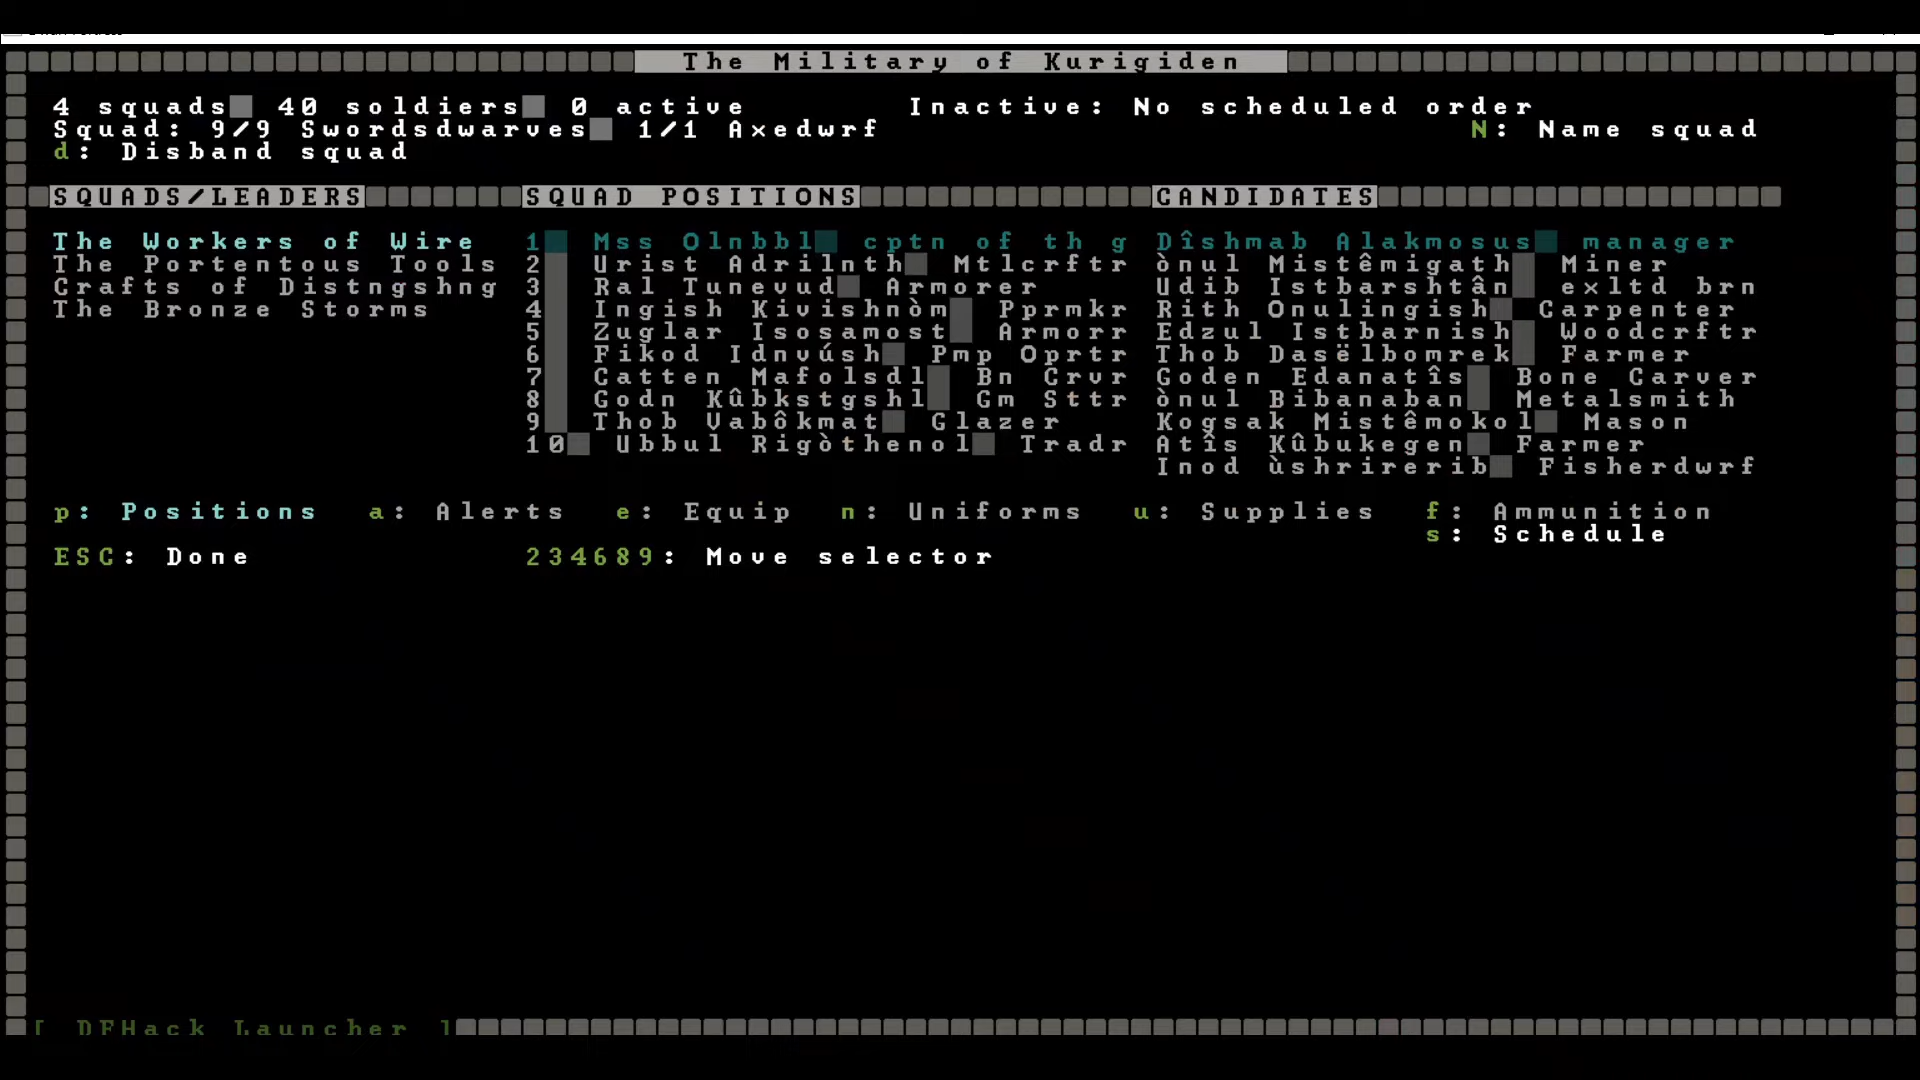 The Military of Kurigiden
4 squads 40 soldiers 0 active Inactive: No scheduled order
Squad: 9/9 Swordsdwarves 1/1 Axedwrf N: Name squad
d: Disband squad
SQUADS/LEADERS SQUAD POSITIONS CANDIDATES
The Workers of Wire 1 Mss Olnbbl cptn of th g Dîshmab Alakmosus manager
The Portentous Tools 2 Urist Adrilnth Mtlcrftr ònul Mistêmigath Miner
Crafts of Distngshng 3 Ral Tunevud Armorer Udib Istbarshtân exltd brn
The Bronze Storms 4 Ingish Kivishnòm Pprmkr Rith Onulingish Carpenter
5 Zuglar Isosamost Armorr Edzul Istbarnish Woodcrftr
6 Fikod Idnvúsh Pmp Oprtr Thob Dasëlbomrek Farmer
7 Catten Mafolsdl Bn Crvr Goden Edanatîs Bone Carver
8 Godn Kûbkstgshl Gm Sttr ònul Bibanaban Metalsmith
9 Thob Vabôkmat Glazer Kogsak Mistêmokol Mason
10 Ubbul Rigòthenol Tradr Atîs Kûbukegen Farmer
Inod ùshrirerib Fisherdwrf
p: Positions a: Alerts e: Equip n: Uniforms u: Supplies f: Ammunition
s: Schedule
ESC: Done 234689: Move selector
[ DFHack Launcher ]